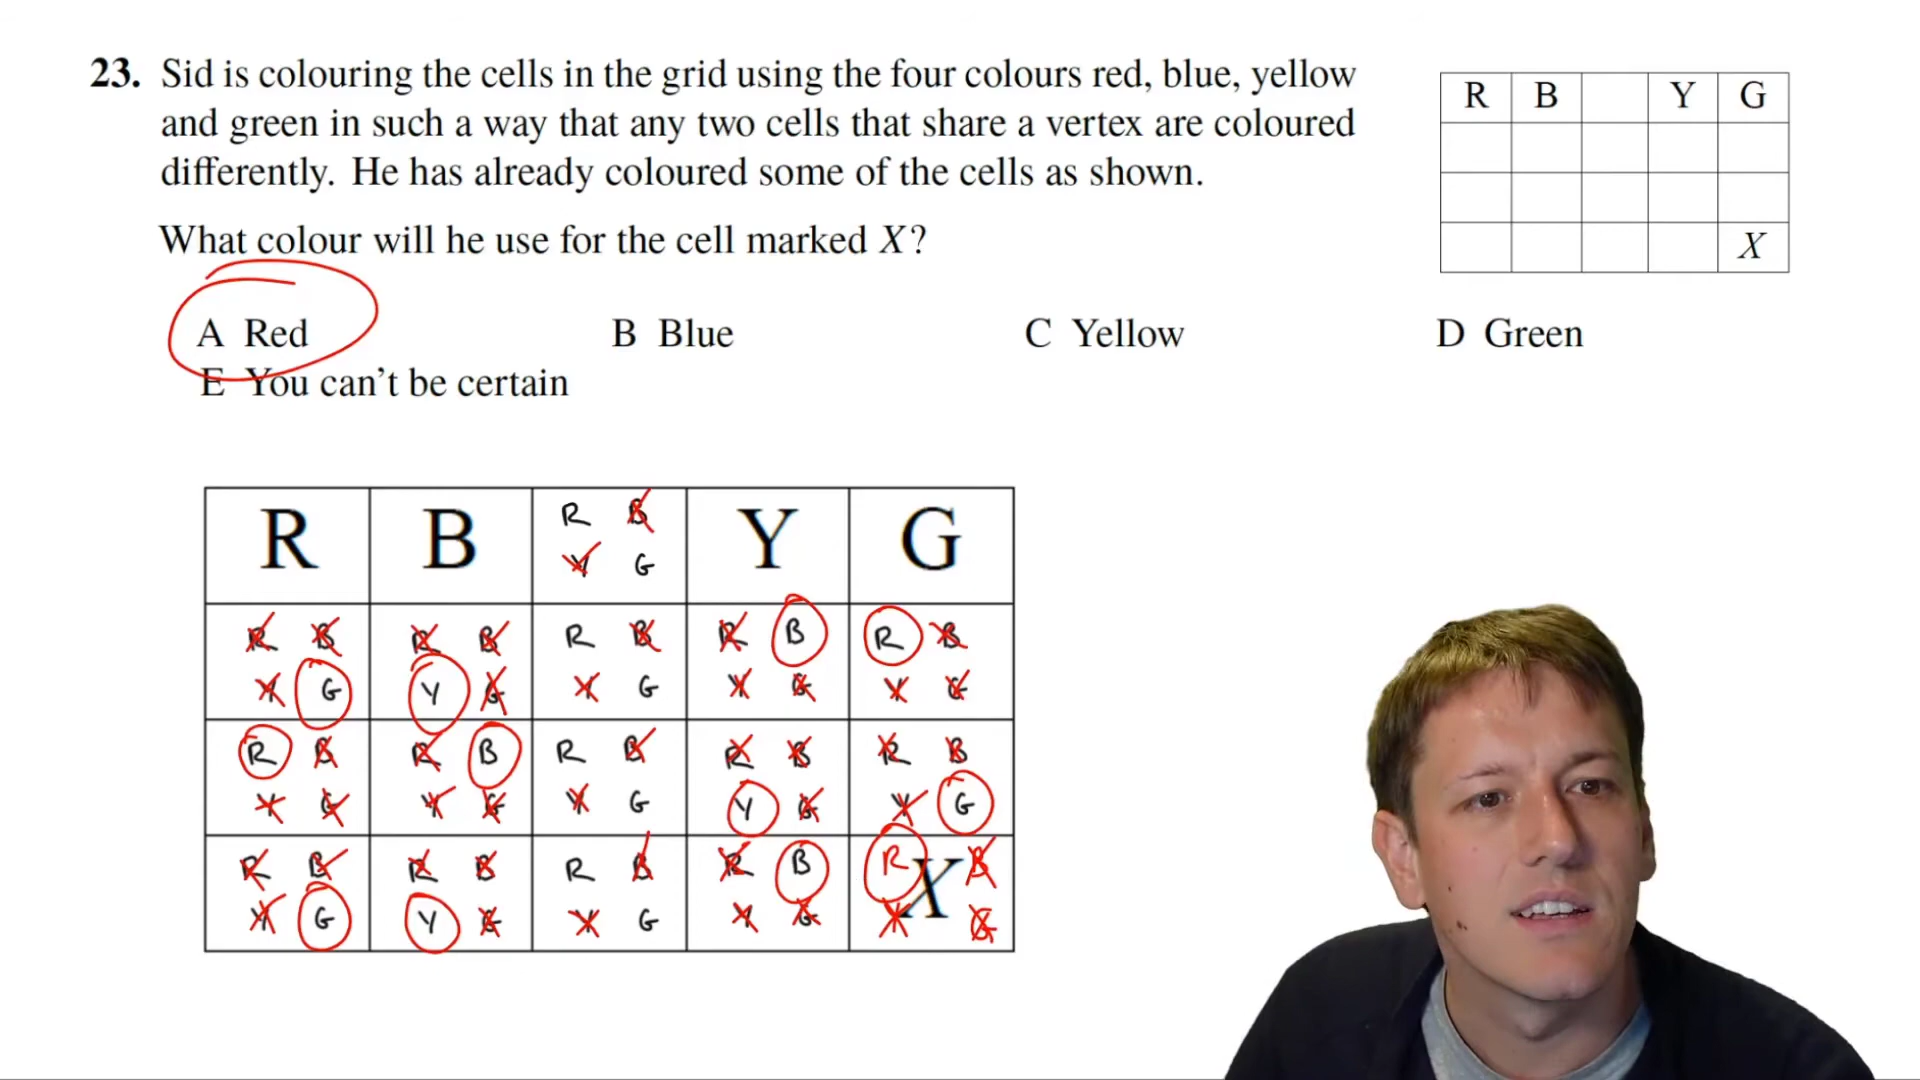 23. Sid is colouring the cells in the grid using the four colours red, blue, yellow
and green in such a way that any two cells that share a vertex are coloured
differently. He has already coloured some of the cells as shown.
What colour will he use for the cell marked X?
R B Y G
X
A Red B Blue C Yellow D Green
E You can't be certain
R B R B Y G
Y G
R B R B R B R B R B
Y G Y G Y G Y G Y G
R B R B R B R B R B
Y G Y G Y G Y G Y G
R B R B R B R B R X B
Y G Y G Y G Y G Y G